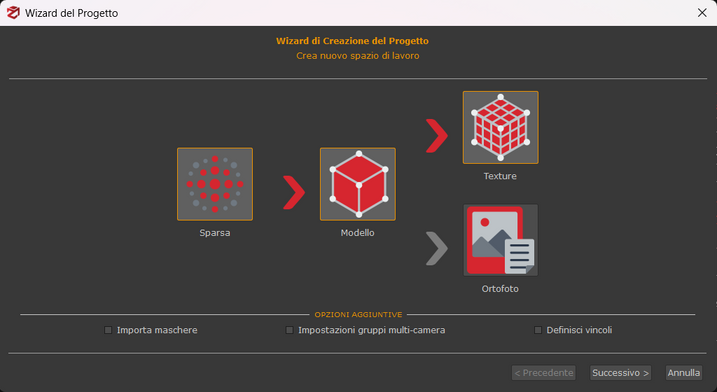 Wizard del Progetto
Wizard di Creazione del Progetto
Crea nuovo spazio di lavoro
Sparsa
Modello
Texture
Ortofoto
OPZIONI AGGIUNTIVE
Importa maschere
Impostazioni gruppi multi-camera
Definisci vincoli
< Precedente
Successivo >
Annulla